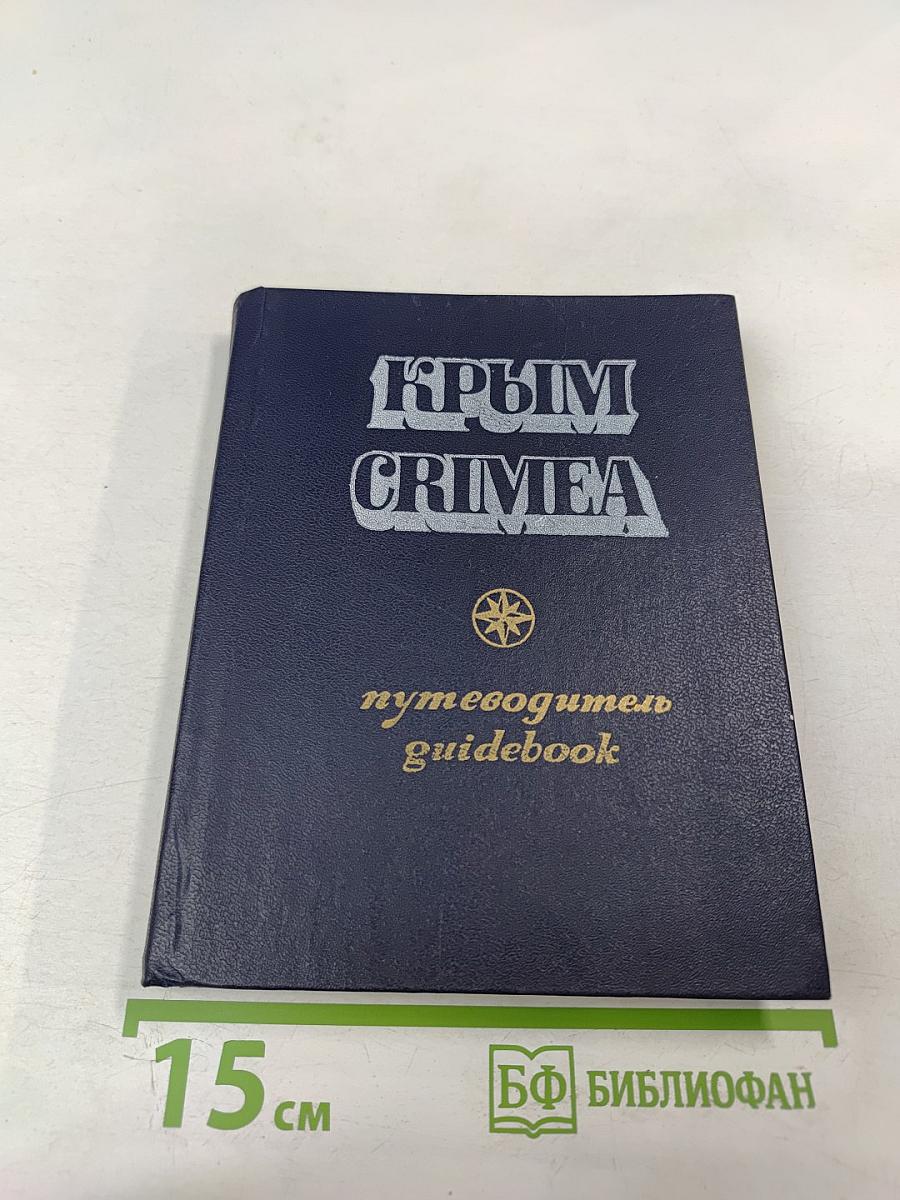 КРЫМ
CRIMEA
путеводитель
guidebook
15 см
БФ БИБЛИОФАН